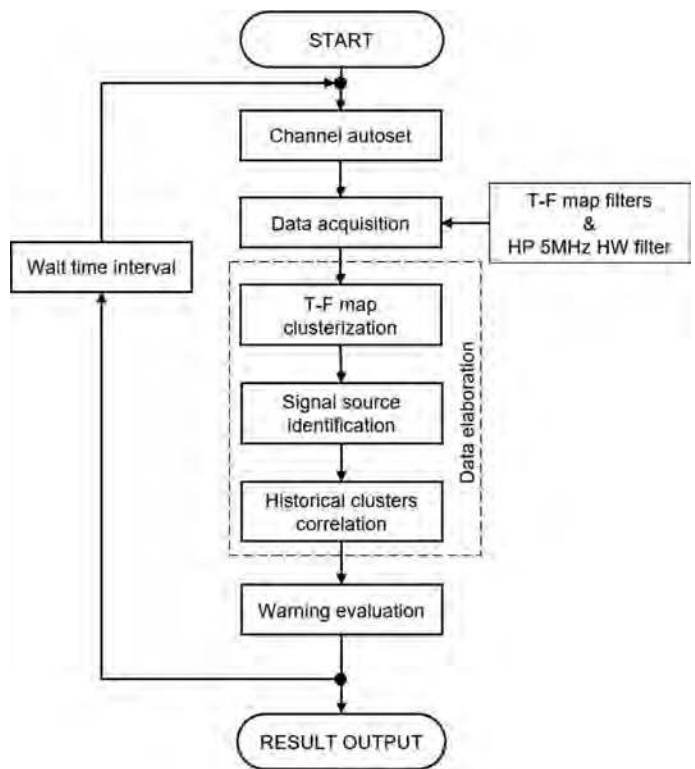 START
Channel autoset
Data acquisition
T-F map filters
&
HP 5MHz HW filter
Wait time interval
T-F map
clusterization
Signal source
identification
Historical clusters
correlation
Data elaboration
Warning evaluation
RESULT OUTPUT